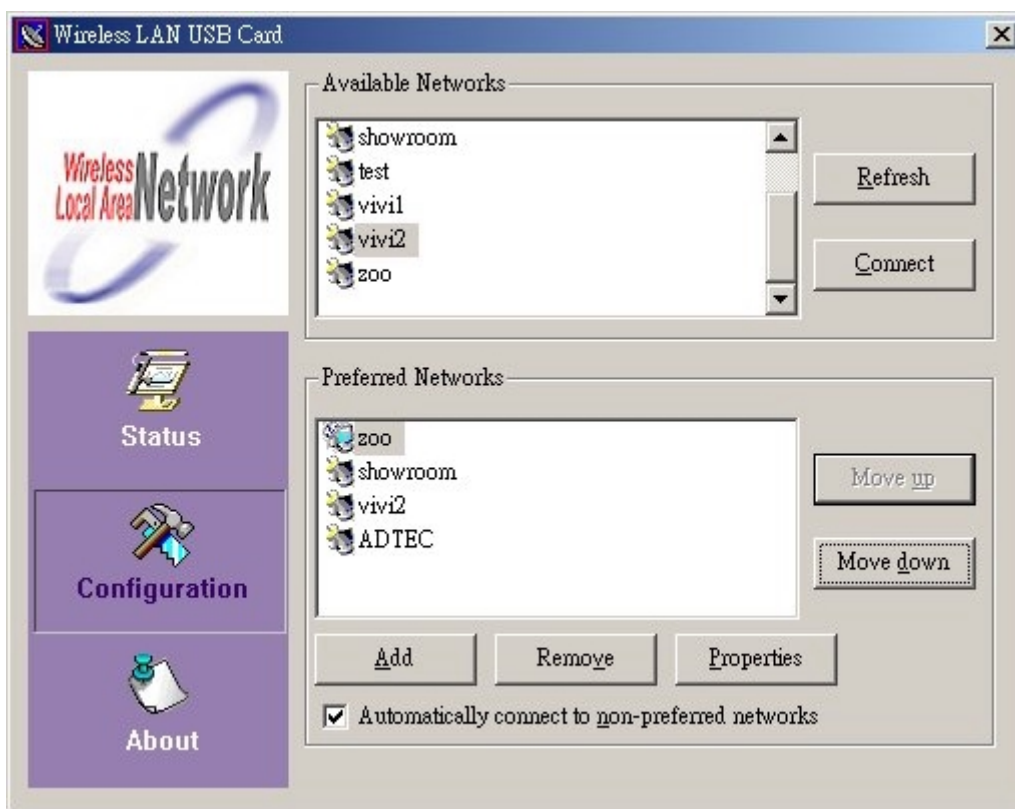 Wireless LAN USB Card
Wireless
Local Area Network
Status
Configuration
About
Available Networks
showroom
test
vivi1
vivi2
zoo
Refresh
Connect
Preferred Networks
zoo
showroom
vivi2
ADTEC
Move up
Move down
Add
Remove
Properties
Automatically connect to non-preferred networks